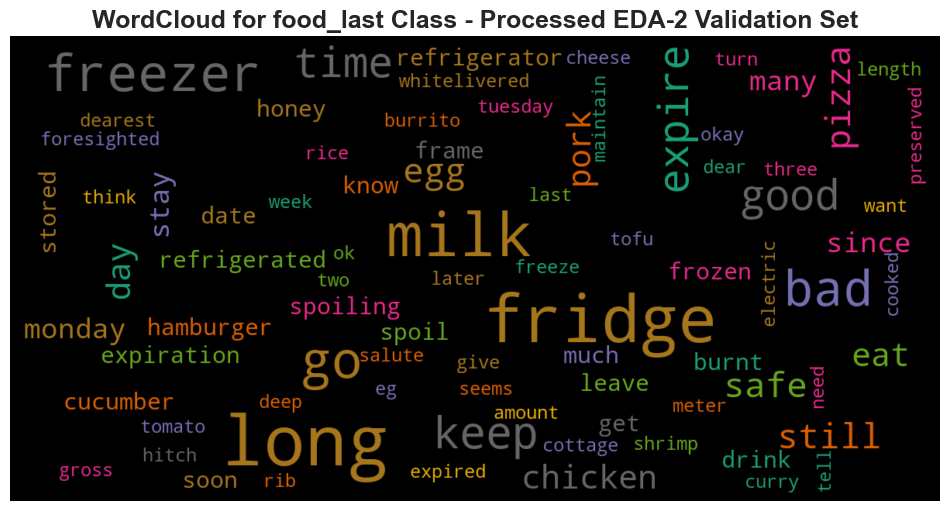 WordCloud for food_last Class - Processed EDA-2 Validation Set
freezer
time
refrigerator
cheese
whitelivered
maintain
expire
turn
many
pizza
length
preserved
dearest
foresighted
honey
burrito
tuesday
pork
okay
rice
frame
egg
know
dear
three
good
want
stored
think
stay
date
week
last
milk
tofu
since
day
refrigerated
ok
two
later
freeze
frozen
electric
bad
cooked
spoiling
fridge
monday
hamburger
spoil
expiration
go
salute
give
much
burnt
eat
eg
seems
leave
safe
need
cucumber
deep
amount
meter
tomato
long
keep
get
still
hitch
cottage
shrimp
gross
soon
rib
expired
chicken
drink
curry
tell